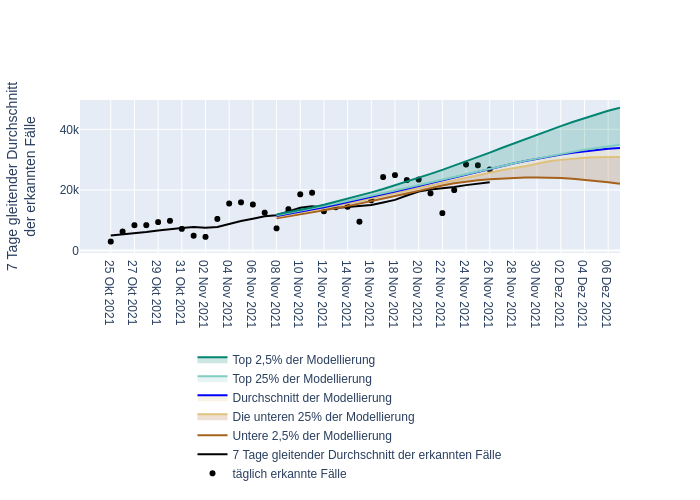 7 Tage gleitender Durchschnitt
der erkannten Fälle
40k
20k
0
25 Okt 2021
27 Okt 2021
29 Okt 2021
31 Okt 2021
02 Nov 2021
04 Nov 2021
06 Nov 2021
08 Nov 2021
10 Nov 2021
12 Nov 2021
14 Nov 2021
16 Nov 2021
18 Nov 2021
20 Nov 2021
22 Nov 2021
24 Nov 2021
26 Nov 2021
28 Nov 2021
30 Nov 2021
02 Dez 2021
04 Dez 2021
06 Dez 2021
Top 2,5% der Modellierung
Top 25% der Modellierung
Durchschnitt der Modellierung
Die unteren 25% der Modellierung
Untere 2,5% der Modellierung
7 Tage gleitender Durchschnitt der erkannten Fälle
täglich erkannte Fälle